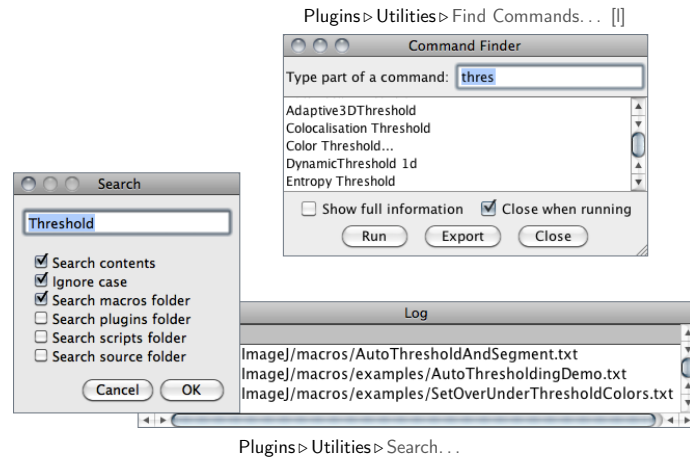 Plugins ▹ Utilities ▹ Find Commands. . . [l]
Command Finder
Type part of a command: thres
Adaptive3DThreshold
Colocalisation Threshold
Color Threshold...
DynamicThreshold 1d
Entropy Threshold
Show full information Close when running
Run Export Close
Search
Threshold
Search contents
Ignore case
Search macros folder
Search plugins folder
Search scripts folder
Search source folder
Cancel OK
Log
ImageJ/macros/AutoThresholdAndSegment.txt
ImageJ/macros/examples/AutoThresholdingDemo.txt
ImageJ/macros/examples/SetOverUnderThresholdColors.txt
Plugins ▹ Utilities ▹ Search. . .